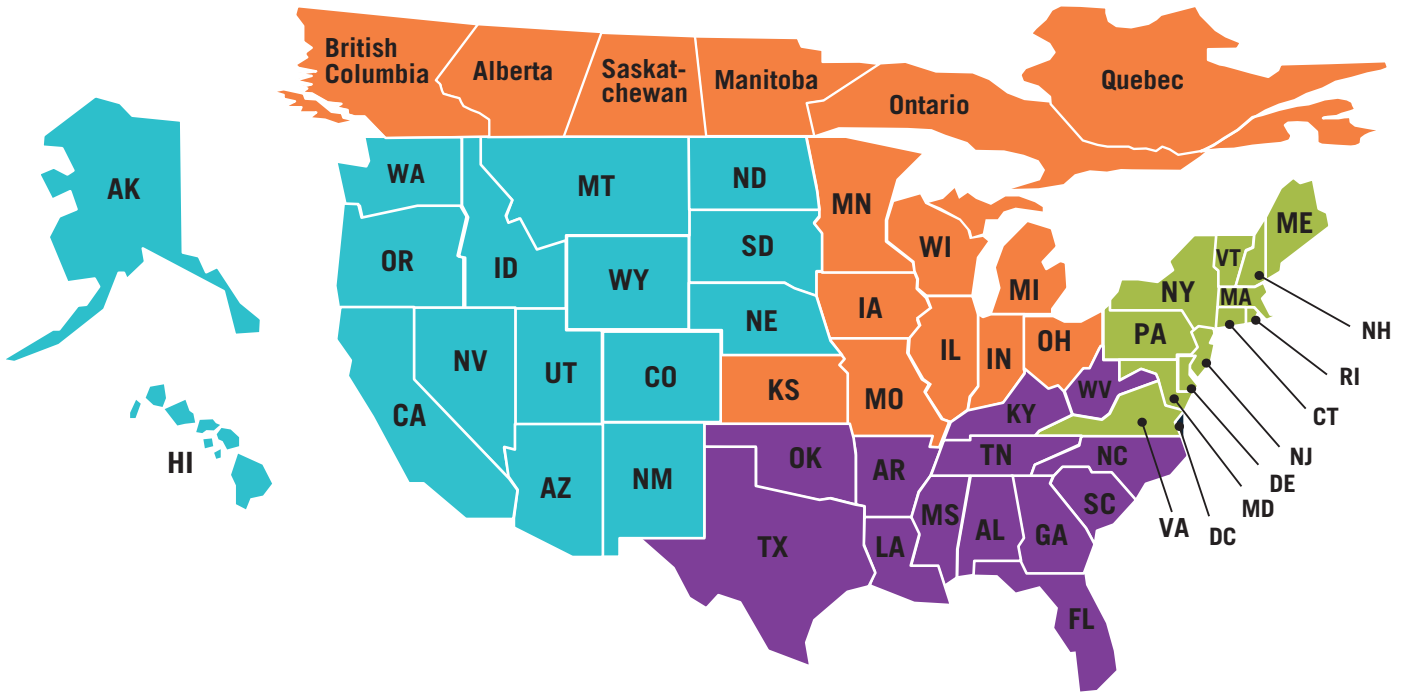 British
Columbia
Alberta
Saskat-
chewan
Manitoba
Ontario
Quebec
AK
WA
MT
ND
MN
OR
ID
WY
SD
WI
MI
NY
VT
ME
MA
NH
NV
UT
CO
NE
IA
IL
IN
OH
PA
RI
CA
KS
MO
KY
WV
CT
HI
AZ
NM
OK
AR
TN
NC
NJ
DE
MD
VA
DC
TX
LA
MS
AL
GA
SC
FL